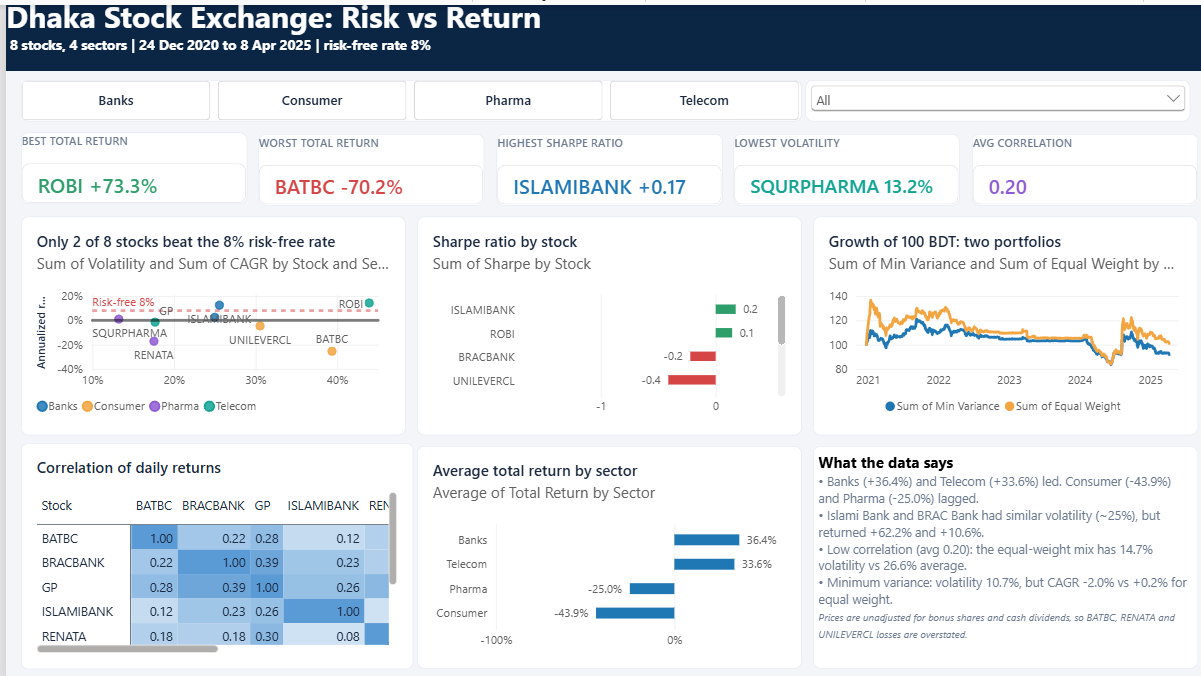 Dhaka Stock Exchange: Risk vs Return
8 stocks, 4 sectors | 24 Dec 2020 to 8 Apr 2025 | risk-free rate 8%
Banks
Consumer
Pharma
Telecom
All
BEST TOTAL RETURN
ROBI +73.3%
WORST TOTAL RETURN
BATBC -70.2%
HIGHEST SHARPE RATIO
ISLAMIBANK +0.17
LOWEST VOLATILITY
SQURPHARMA 13.2%
AVG CORRELATION
0.20
Only 2 of 8 stocks beat the 8% risk-free rate
Sum of Volatility and Sum of CAGR by Stock and Se...
Annualized r...
20%
0%
-20%
-40%
Risk-free 8%
GP
ROBI
ISLAMIBANK
SQURPHARMA
UNILEVERCL
BATBC
RENATA
10% 20% 30% 40%
Banks Consumer Pharma Telecom
Sharpe ratio by stock
Sum of Sharpe by Stock
ISLAMIBANK 0.2
ROBI 0.1
BRACBANK -0.2
UNILEVERCL -0.4
-1 0
Growth of 100 BDT: two portfolios
Sum of Min Variance and Sum of Equal Weight by ...
140
120
100
80
2021 2022 2023 2024 2025
Sum of Min Variance Sum of Equal Weight
Correlation of daily returns
Stock BATBC BRACBANK GP ISLAMIBANK REN
BATBC 1.00 0.22 0.28 0.12
BRACBANK 0.22 1.00 0.39 0.23
GP 0.28 0.39 1.00 0.26
ISLAMIBANK 0.12 0.23 0.26 1.00
RENATA 0.18 0.18 0.30 0.08
Average total return by sector
Average of Total Return by Sector
Banks 36.4%
Telecom 33.6%
Pharma -25.0%
Consumer -43.9%
-100% 0%
What the data says
• Banks (+36.4%) and Telecom (+33.6%) led. Consumer (-43.9%)
and Pharma (-25.0%) lagged.
• Islami Bank and BRAC Bank had similar volatility (~25%), but
returned +62.2% and +10.6%.
• Low correlation (avg 0.20): the equal-weight mix has 14.7%
volatility vs 26.6% average.
• Minimum variance: volatility 10.7%, but CAGR -2.0% vs +0.2% for
equal weight.
Prices are unadjusted for bonus shares and cash dividends, so BATBC, RENATA and
UNILEVERCL losses are overstated.